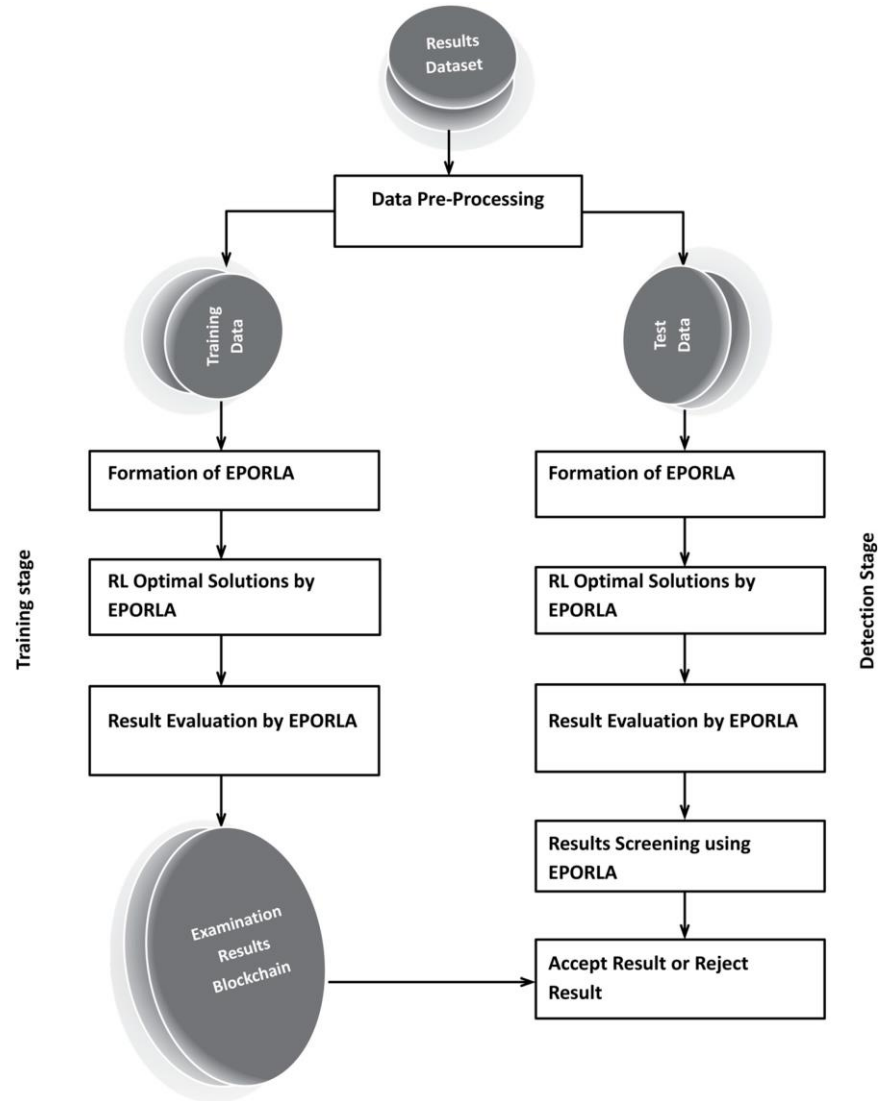 Results
Dataset
Data Pre-Processing
Training
Data
Test
Data
Training stage
Formation of EPORLA
RL Optimal Solutions by
EPORLA
Result Evaluation by EPORLA
Examination
Results
Blockchain
Formation of EPORLA
RL Optimal Solutions by
EPORLA
Result Evaluation by EPORLA
Results Screening using
EPORLA
Accept Result or Reject
Result
Detection Stage